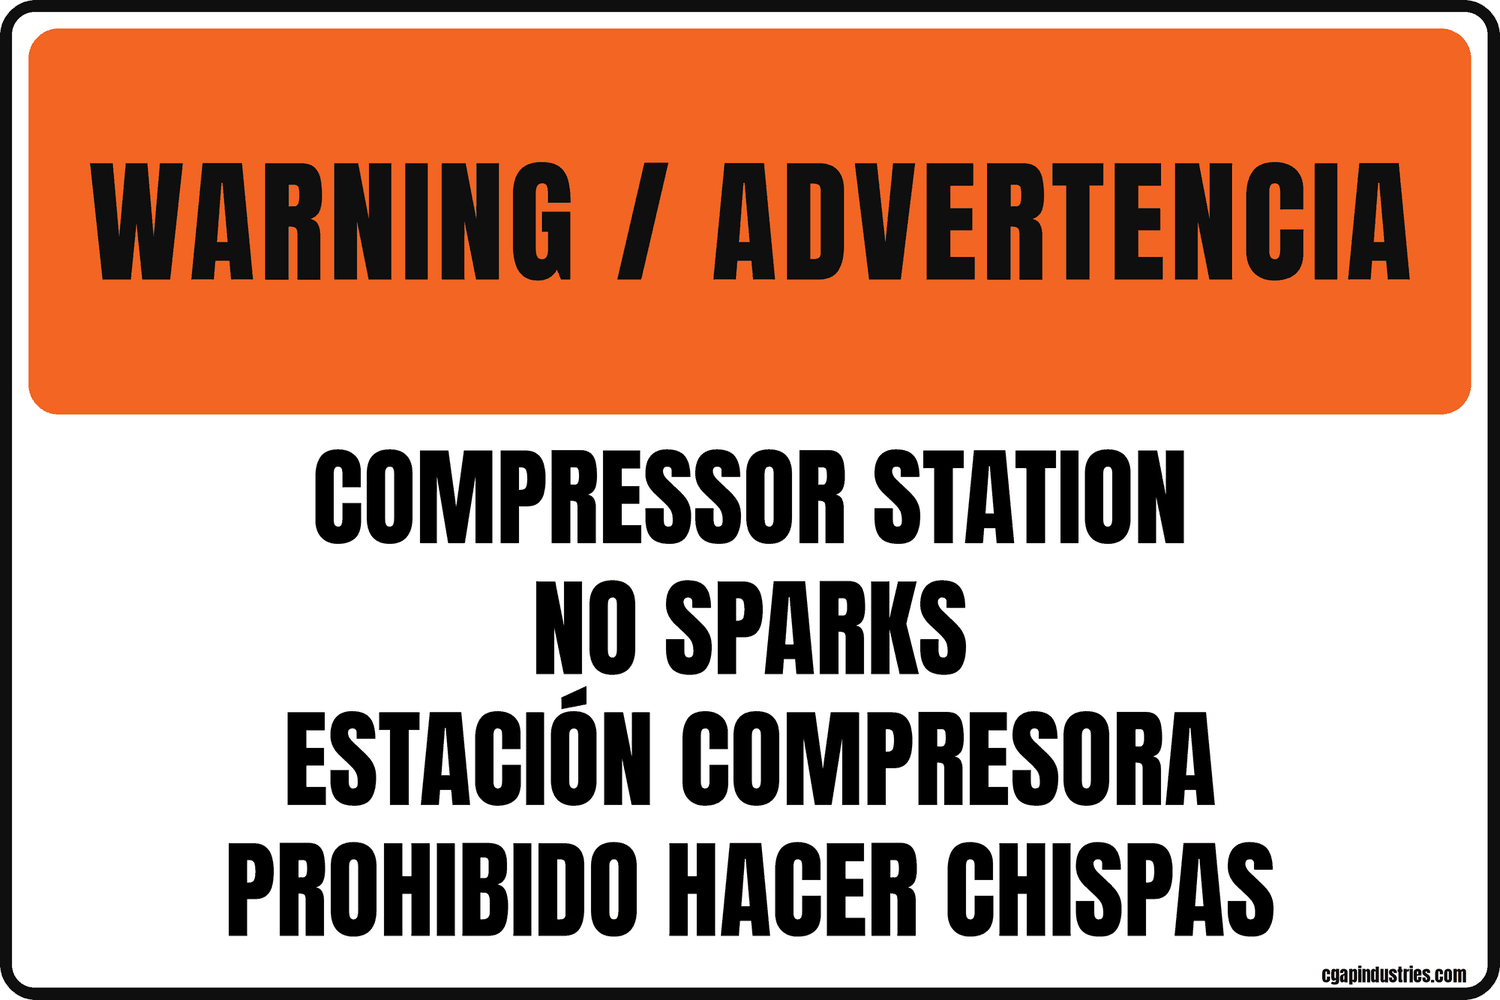 WARNING / ADVERTENCIA
COMPRESSOR STATION
NO SPARKS
ESTACIÓN COMPRESORA
PROHIBIDO HACER CHISPAS
cgapindustries.com